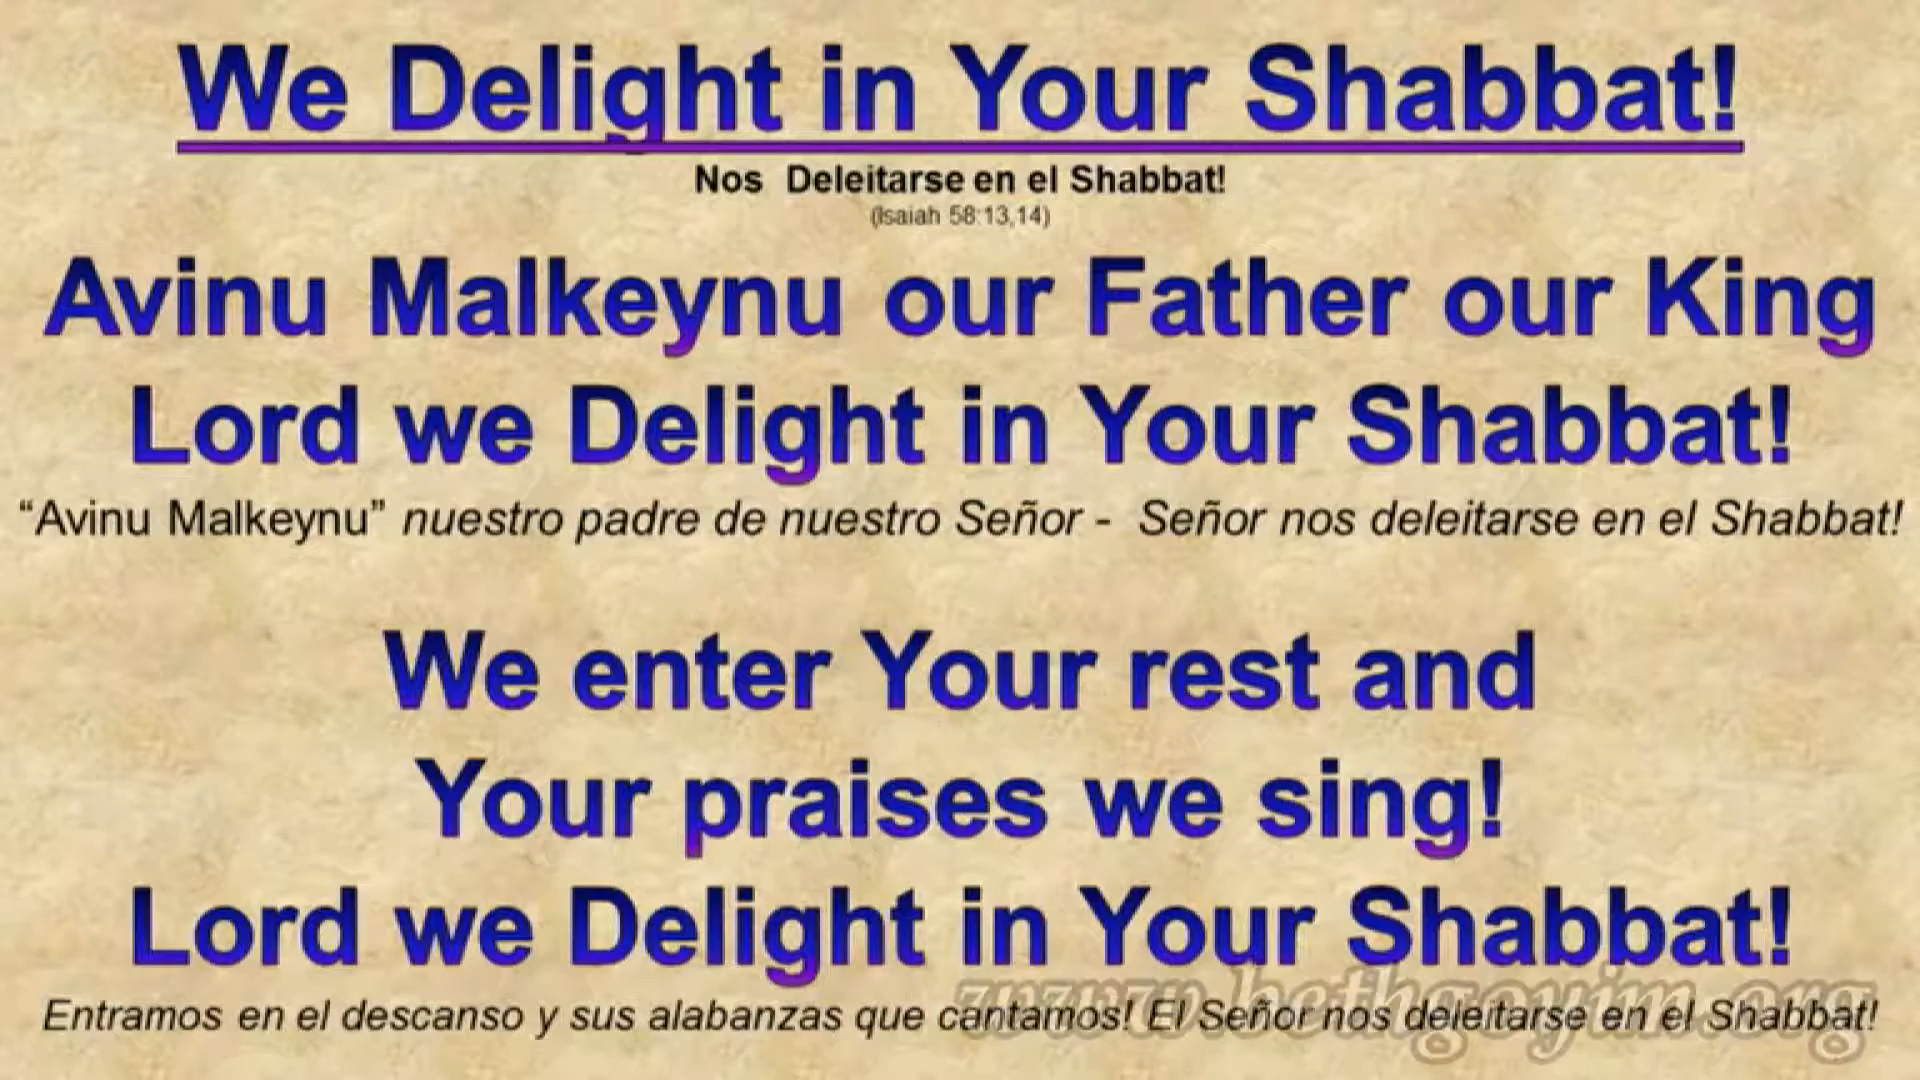 We Delight in Your Shabbat!
Nos Deleitarse en el Shabbat!
(Isaiah 58:13,14)
Avinu Malkeynu our Father our King
Lord we Delight in Your Shabbat!
“Avinu Malkeynu” nuestro padre de nuestro Señor - Señor nos deleitarse en el Shabbat!
We enter Your rest and
Your praises we sing!
Lord we Delight in Your Shabbat!
Entramos en el descanso y sus alabanzas que cantamos! El Señor nos deleitarse en el Shabbat!
www.bethgoyim.org